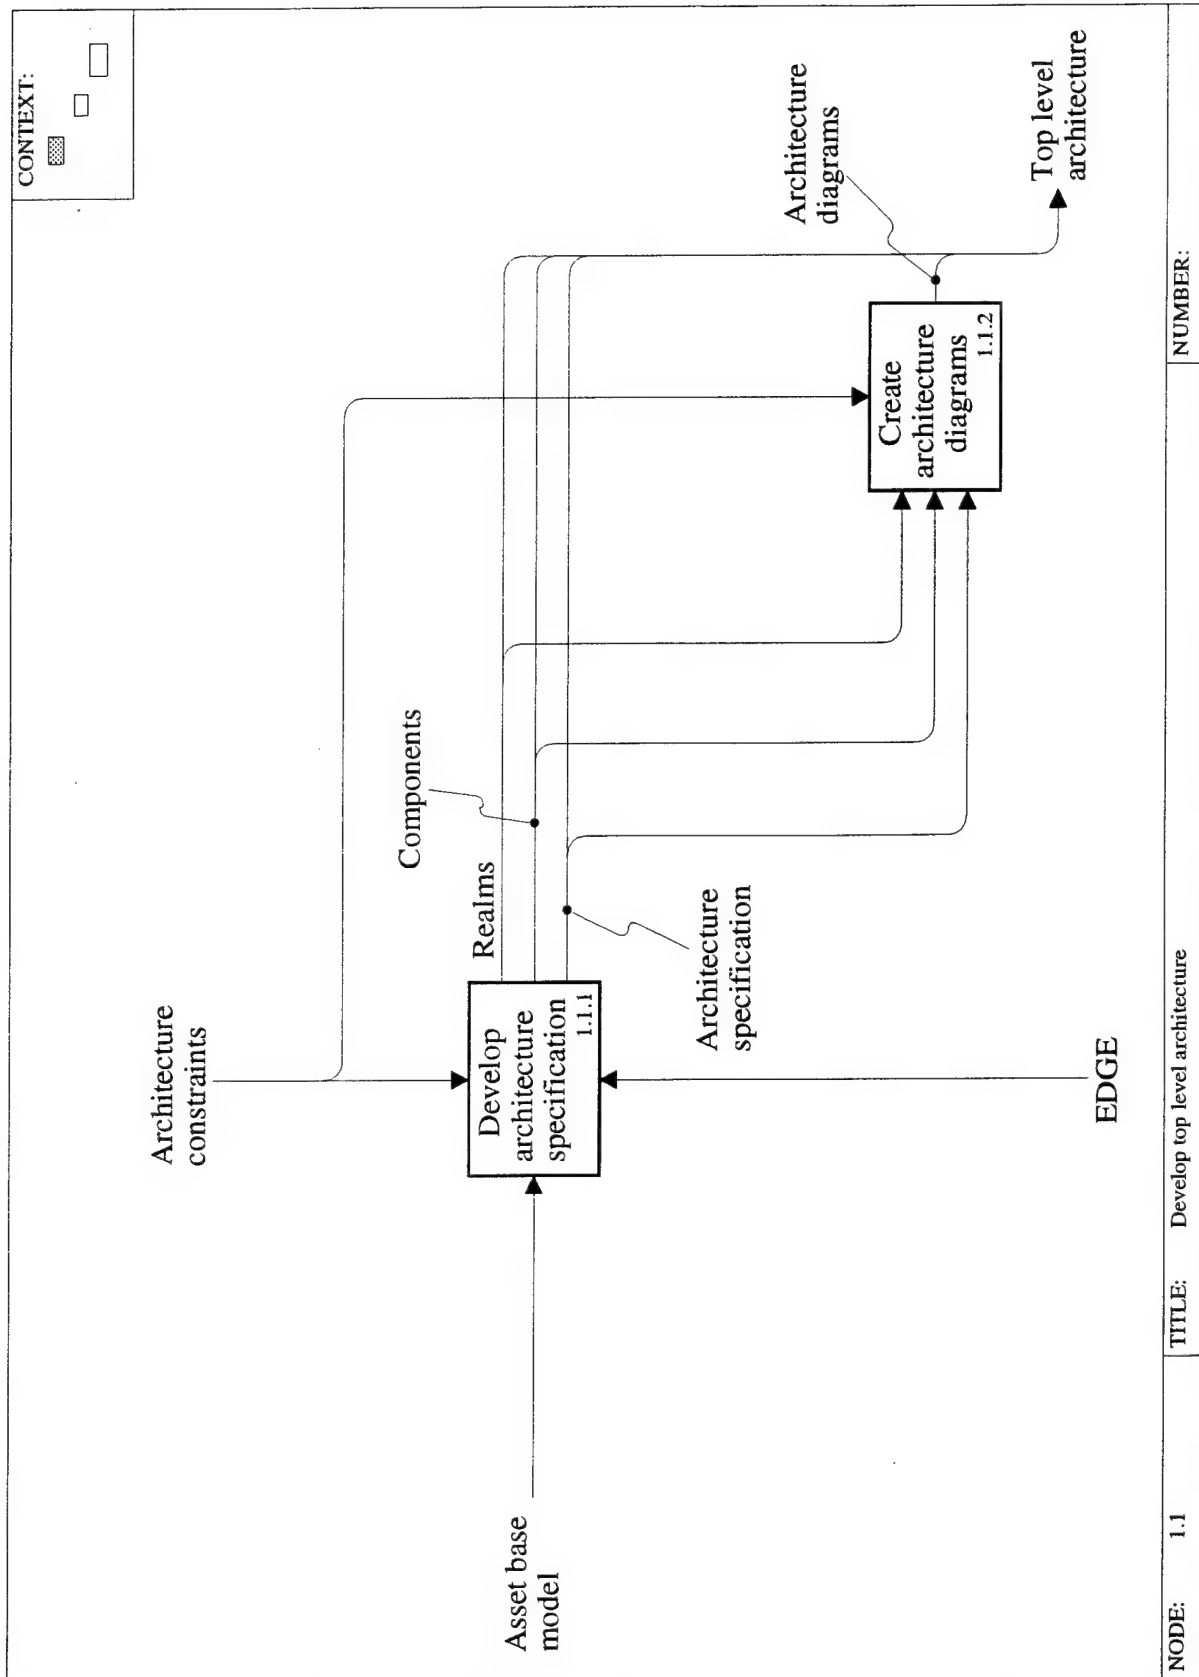 CONTEXT:
Architecture
constraints
Components
Realms
Develop
architecture
specification
1.1.1
Asset base
model
Architecture
specification
Create
architecture
diagrams
1.1.2
Architecture
diagrams
Top level
architecture
EDGE
NODE: 1.1
TITLE: Develop top level architecture
NUMBER: